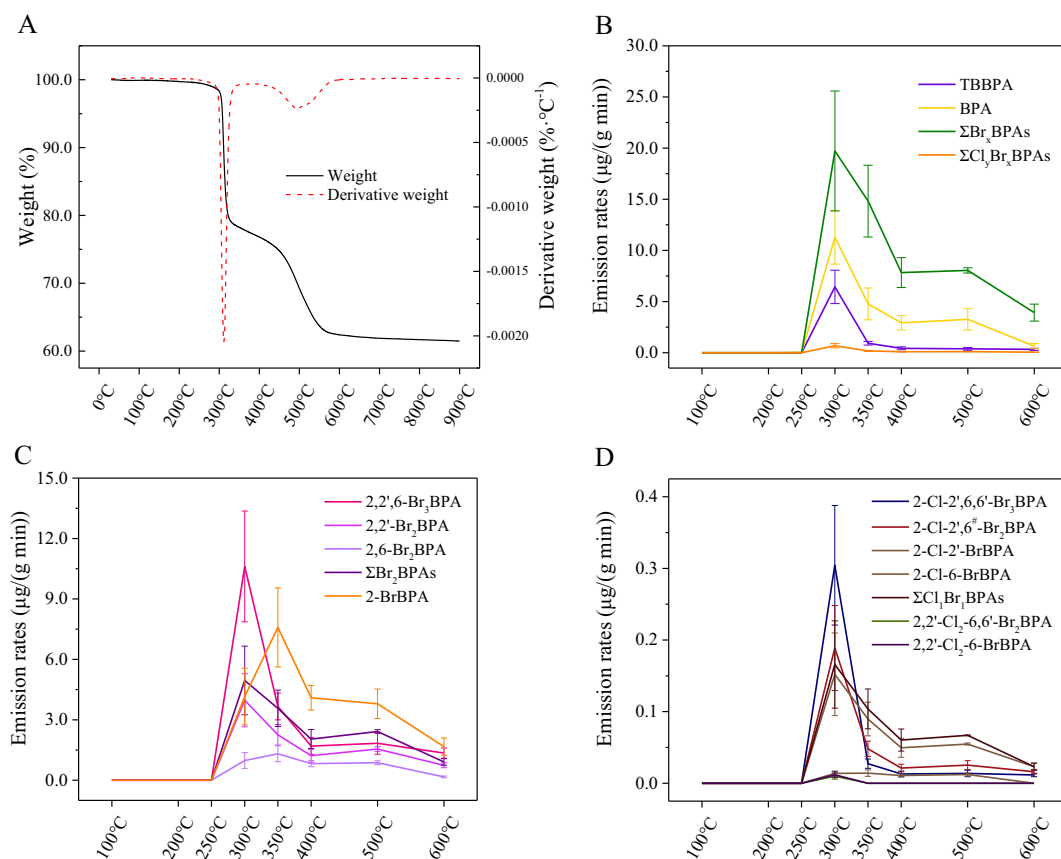 A
Weight (%)
100.0
90.0
80.0
70.0
60.0
Weight
Derivative weight
0.0000
-0.0005
-0.0010
-0.0015
-0.0020
Derivative weight (%·°C⁻¹)
0°C
100°C
200°C
300°C
400°C
500°C
600°C
700°C
800°C
900°C
B
Emission rates (μg/(g min))
30.0
25.0
20.0
15.0
10.0
5.0
0.0
TBBPA
BPA
ΣBrₓBPAs
ΣClᵧBrₓBPAs
100°C
200°C
250°C
300°C
350°C
400°C
500°C
600°C
C
Emission rates (μg/(g min))
15.0
12.0
9.0
6.0
3.0
0.0
2,2',6-Br₃BPA
2,2'-Br₂BPA
2,6-Br₂BPA
ΣBr₂BPAs
2-BrBPA
100°C
200°C
250°C
300°C
350°C
400°C
500°C
600°C
D
Emission rates (μg/(g min))
0.4
0.3
0.2
0.1
0.0
2-Cl-2',6,6'-Br₃BPA
2-Cl-2',6#-Br₂BPA
2-Cl-2'-BrBPA
2-Cl-6-BrBPA
ΣCl₁Br₁BPAs
2,2'-Cl₂-6,6'-Br₂BPA
2,2'-Cl₂-6-BrBPA
100°C
200°C
250°C
300°C
350°C
400°C
500°C
600°C